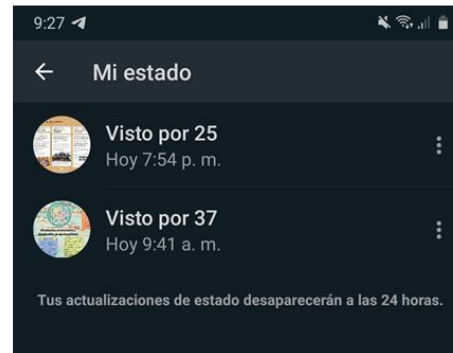 9:27
Mi estado
Visto por 25
Hoy 7:54 p. m.
Visto por 37
Hoy 9:41 a. m.
Tus actualizaciones de estado desaparecerán a las 24 horas.